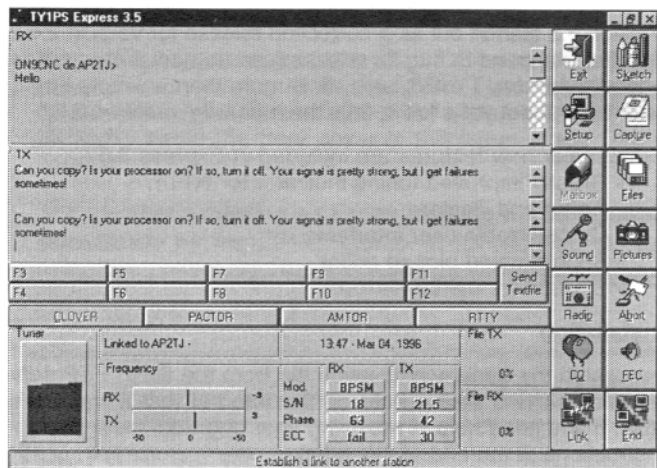 TY1PS Express 3.5
RX
ON9CNC de AP2TJ>
Hello
TX
Can you copy? Is your processor on? If so, turn it off. Your signal is pretty strong, but I get failures
sometimes!
Can you copy? Is your processor on? If so, turn it off. Your signal is pretty strong, but I get failures
sometimes!
F3 F5 F7 F9 F11 Send
F4 F6 F8 F10 F12 Textfile
CLOVER PACTOR AMTOR RTTY
Tuner
Linked to AP2TJ -
13:47 - Mar 04, 1996
File TX
0%
Frequency
RX -3
TX 3
-50 0 +50
RX TX
Mod. BPSM BPSM
S/N 18 21.5
Phase 63 42
ECC fail 30
File RX
0%
Establish a link to another station
Exit Sketch
Setup Capture
Mailbox Files
Sound Pictures
Radio Abort
CQ FEC
Link End